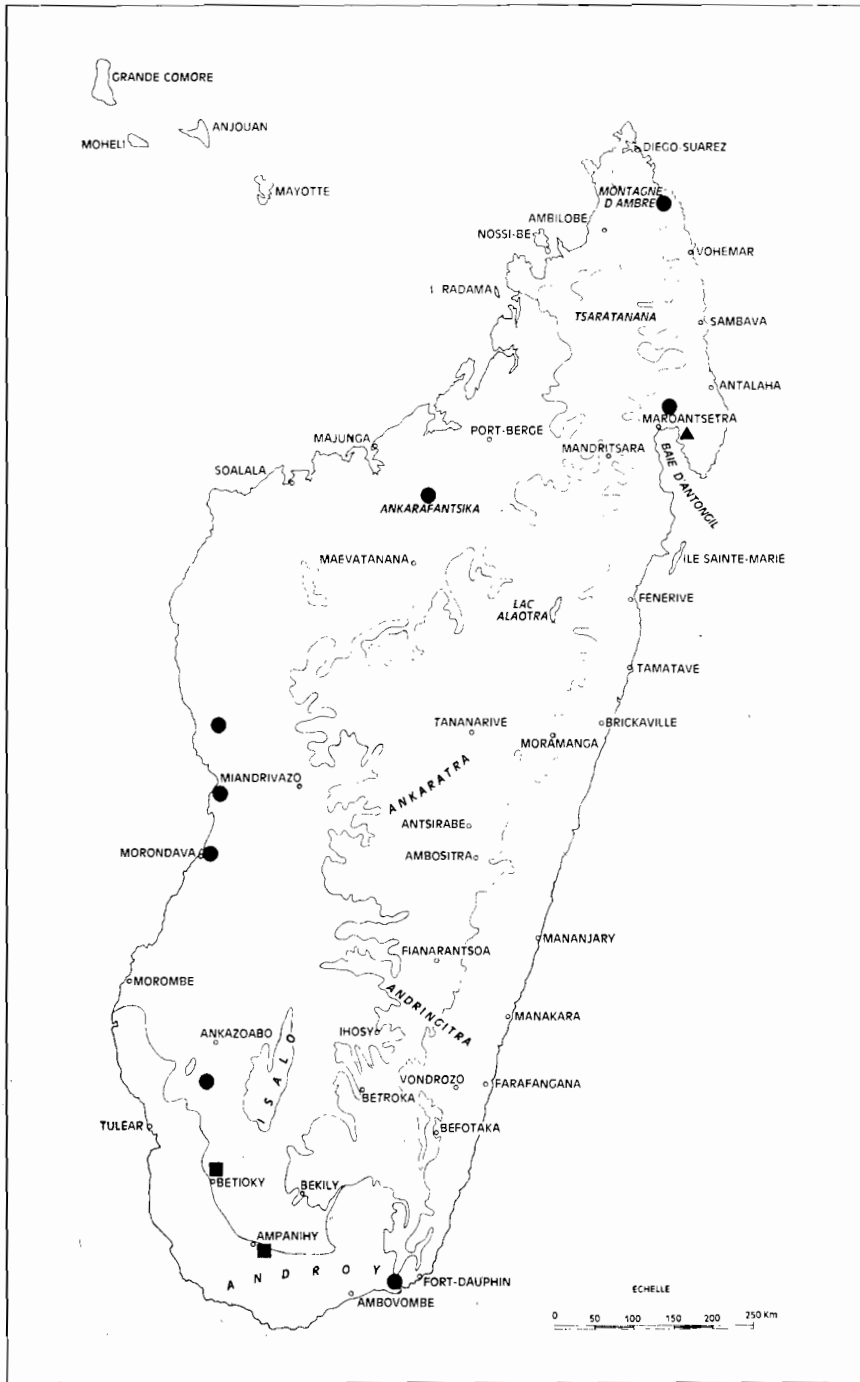 GRANDE COMORE
ANJOUAN
MOHELI
MAYOTTE
DIEGO-SUAREZ
MONTAGNE
D'AMBRE
AMBILOBE
NOSSI-BE
VOHEMAR
I. RADAMA
TSARATANANA
SAMBAVA
ANTALAHA
MAROANTSETRA
PORT-BERGE
MAJUNGA
MANDRITSARA
SOALALA
BAIE D'ANTONGIL
ANKARAFANTSIKA
MAEVATANANA
ILE SAINTE-MARIE
LAC
ALAOTRA
FENERIVE
TAMATAVE
BRICKAVILLE
TANANARIVE
MORAMANGA
MIANDRIVAZO
ANKARATRA
ANTSIRABE
MORONDAVA
AMBOSITRA
MANANJARY
FIANARANTSOA
MOROMBE
ANDRINGITRA
MANAKARA
ANKAZOABO
IHOSY
ISALO
VONDROZO
FARAFANGANA
BETROKA
TULEAR
BEFOTAKA
BETIOKY
BEKILY
AMPANIHY
ANDROY
FORT-DAUPHIN
AMBOVOMBE
ECHELLE
0 50 100 150 200 250 Km